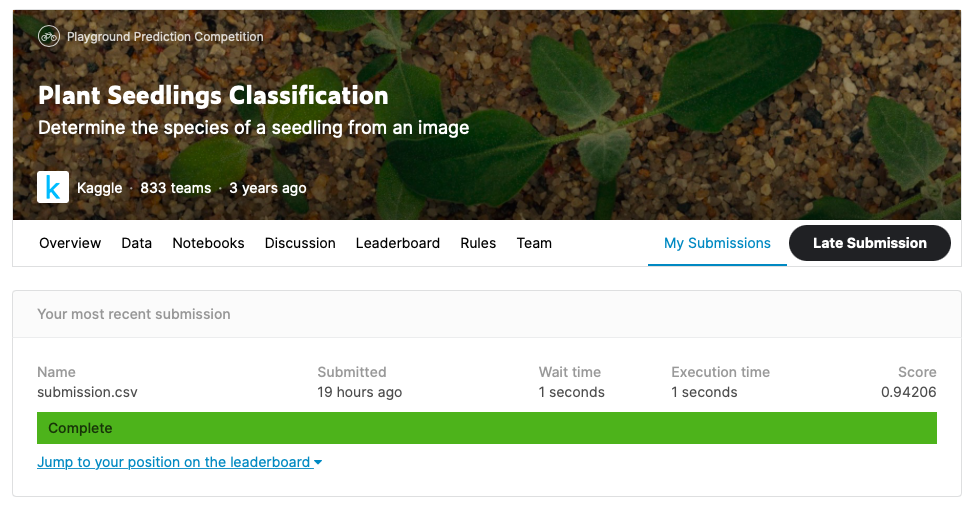 Playground Prediction Competition
Plant Seedlings Classification
Determine the species of a seedling from an image
k Kaggle · 833 teams · 3 years ago
Overview Data Notebooks Discussion Leaderboard Rules Team My Submissions Late Submission
Your most recent submission
Name Submitted Wait time Execution time Score
submission.csv 19 hours ago 1 seconds 1 seconds 0.94206
Complete
Jump to your position on the leaderboard